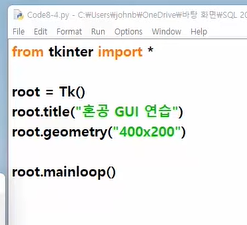 Code8-4.py - C:￦Users￦johnb￦OneDrive￦바탕 화면￦SQL 20
File Edit Format Run Options Window Help
from tkinter import *
root = Tk()
root.title("혼공 GUI 연습")
root.geometry("400x200")
root.mainloop()